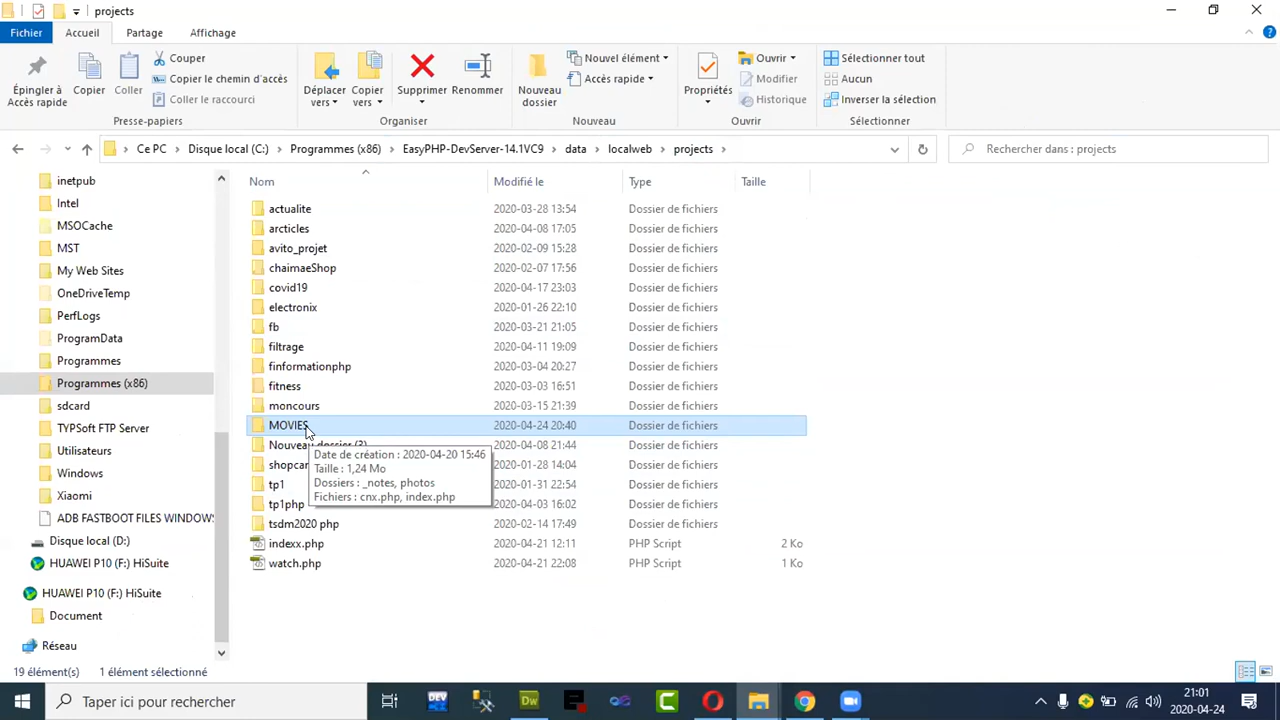 projects
Fichier Accueil Partage Affichage
Épingler à Accès rapide
Copier
Coller
Couper
Copier le chemin d'accès
Coller le raccourci
Presse-papiers
Déplacer vers
Copier vers
Supprimer
Renommer
Organiser
Nouveau dossier
Nouvel élément
Accès rapide
Nouveau
Propriétés
Ouvrir
Modifier
Historique
Ouvrir
Sélectionner tout
Aucun
Inverser la sélection
Sélectionner
Ce PC > Disque local (C:) > Programmes (x86) > EasyPHP-DevServer-14.1VC9 > data > localweb > projects >
Rechercher dans : projects
inetpub
Intel
MSOCache
MST
My Web Sites
OneDriveTemp
PerfLogs
ProgramData
Programmes
Programmes (x86)
sdcard
TYPSoft FTP Server
Utilisateurs
Windows
Xiaomi
ADB FASTBOOT FILES WINDOWS
Disque local (D:)
HUAWEI P10 (F:) HiSuite
HUAWEI P10 (F:) HiSuite
Document
Réseau
Nom Modifié le Type Taille
actualite 2020-03-28 13:54 Dossier de fichiers
arcticles 2020-04-08 17:05 Dossier de fichiers
avito_projet 2020-02-09 15:28 Dossier de fichiers
chaimaeShop 2020-02-07 17:56 Dossier de fichiers
covid19 2020-04-17 23:03 Dossier de fichiers
electronix 2020-01-26 22:10 Dossier de fichiers
fb 2020-03-21 21:05 Dossier de fichiers
filtrage 2020-04-11 19:09 Dossier de fichiers
finformationphp 2020-03-04 20:27 Dossier de fichiers
fitness 2020-03-03 16:51 Dossier de fichiers
moncours 2020-03-15 21:39 Dossier de fichiers
MOVIES 2020-04-24 20:40 Dossier de fichiers
Nouveau dossier (3) 2020-04-08 21:44 Dossier de fichiers
shopcar 2020-01-28 14:04 Dossier de fichiers
tp1 2020-01-31 22:54 Dossier de fichiers
tp1php 2020-04-03 16:02 Dossier de fichiers
tsdm2020 php 2020-02-14 17:49 Dossier de fichiers
indexx.php 2020-04-21 12:11 PHP Script 2 Ko
watch.php 2020-04-21 22:08 PHP Script 1 Ko
Date de création : 2020-04-20 15:46
Taille : 1,24 Mo
Dossiers : _notes, photos
Fichiers : cnx.php, index.php
19 élément(s) 1 élément sélectionné
Taper ici pour rechercher
DEV
Dw
C
21:01
2020-04-24